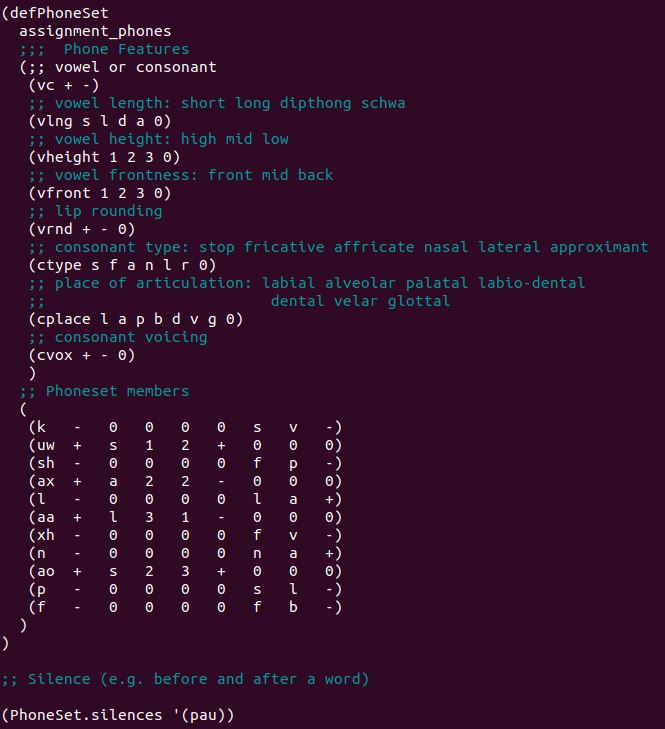 (defPhoneSet
  assignment_phones
  ;;;  Phone Features
  (;; vowel or consonant
   (vc + -)
   ;; vowel length: short long dipthong schwa
   (vlng s l d a 0)
   ;; vowel height: high mid low
   (vheight 1 2 3 0)
   ;; vowel frontness: front mid back
   (vfront 1 2 3 0)
   ;; lip rounding
   (vrnd + - 0)
   ;; consonant type: stop fricative affricate nasal lateral approximant
   (ctype s f a n l r 0)
   ;; place of articulation: labial alveolar palatal labio-dental
   ;;                         dental velar glottal
   (cplace l a p b d v g 0)
   ;; consonant voicing
   (cvox + - 0)
   )
  ;; Phoneset members
  (
   (k   -   0   0   0   0   s   v   -)
   (uw  +   s   1   2   +   0   0   0)
   (sh  -   0   0   0   0   f   p   -)
   (ax  +   a   2   2   -   0   0   0)
   (l   -   0   0   0   0   l   a   +)
   (aa  +   l   3   1   -   0   0   0)
   (xh  -   0   0   0   0   f   v   -)
   (n   -   0   0   0   0   n   a   +)
   (ao  +   s   2   3   +   0   0   0)
   (p   -   0   0   0   0   s   l   -)
   (f   -   0   0   0   0   f   b   -)
  )
)

;; Silence (e.g. before and after a word)

(PhoneSet.silences '(pau))